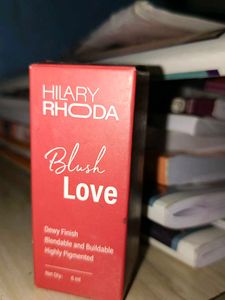 HILARY
RHODA
Blush
Love
Dewy Finish
Blendable and Buildable
Highly Pigmented
Net Qty. 6 ml